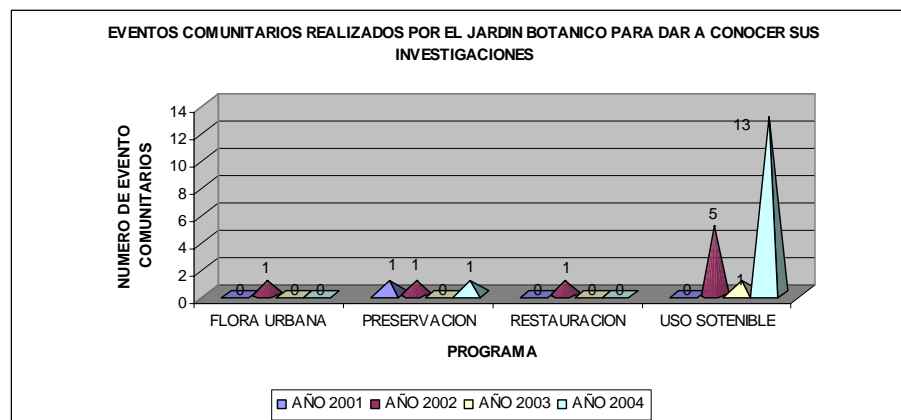 EVENTOS COMUNITARIOS REALIZADOS POR EL JARDIN BOTANICO PARA DAR A CONOCER SUS
INVESTIGACIONES
NUMERO DE EVENTO
COMUNITARIOS
14
12
10
8
6
4
2
0
0 1 0 0
1 1 0 1
0 1 0 0
0 5 1 13
FLORA URBANA PRESERVACION RESTAURACION USO SOTENIBLE
PROGRAMA
AÑO 2001 AÑO 2002 AÑO 2003 AÑO 2004